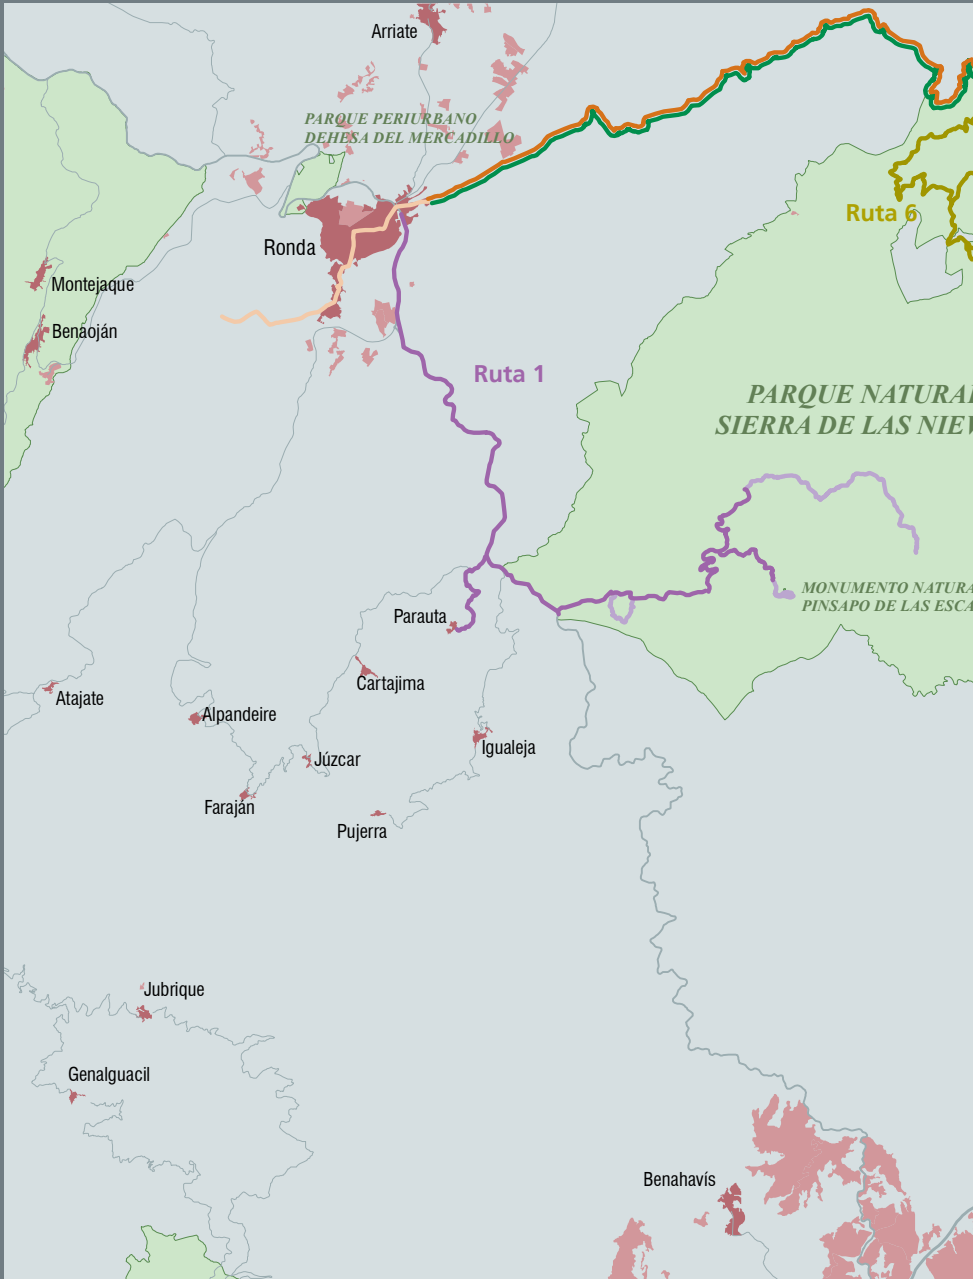 Arriate
PARQUE PERIURBANO
DEHESA DEL MERCADILLO
Ruta 6
Ronda
Montejaque
Benaoján
Ruta 1
PARQUE NATURAL
SIERRA DE LAS NIEV
MONUMENTO NATURA
PINSAPO DE LAS ESCA
Parauta
Cartajima
Atajate
Alpandeire
Igualeja
Júzcar
Faraján
Pujerra
Jubrique
Genalguacil
Benahavís